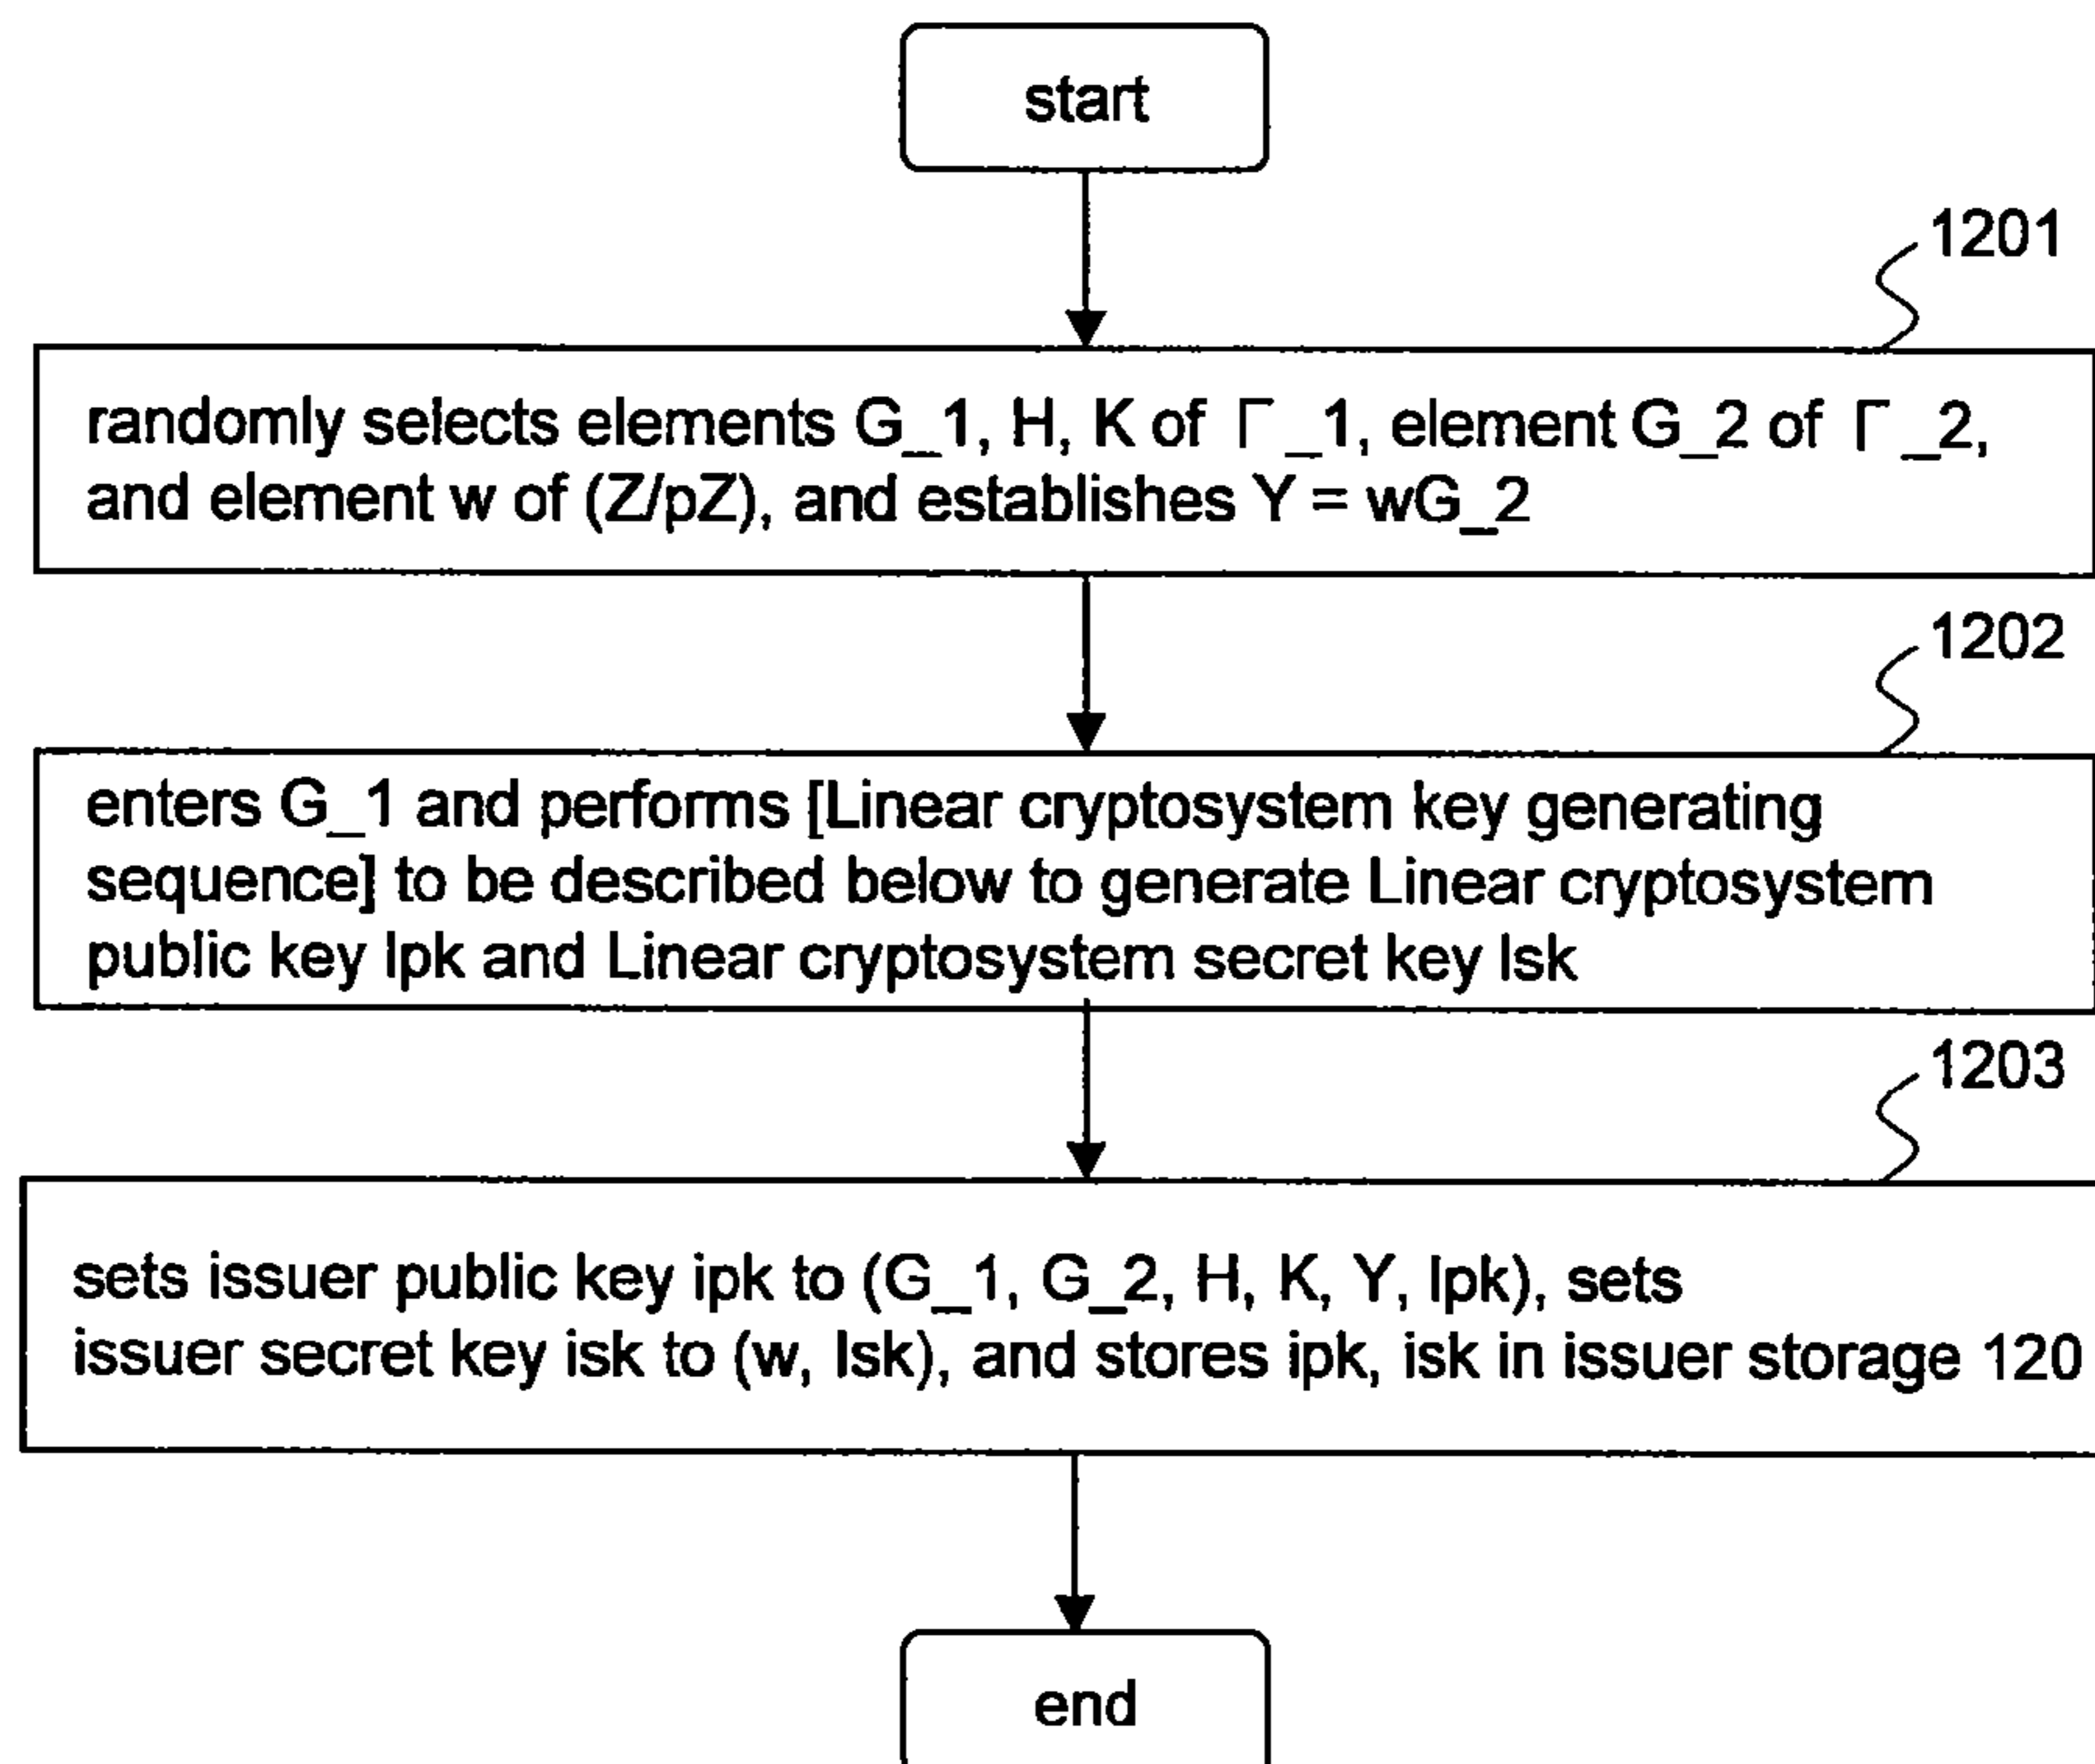 start
1201
randomly selects elements G_1, H, K of Γ_1, element G_2 of Γ_2,
and element w of (Z/pZ), and establishes Y = wG_2
1202
enters G_1 and performs [Linear cryptosystem key generating
sequence] to be described below to generate Linear cryptosystem
public key lpk and Linear cryptosystem secret key lsk
1203
sets issuer public key ipk to (G_1, G_2, H, K, Y, lpk), sets
issuer secret key isk to (w, lsk), and stores ipk, isk in issuer storage 120
end